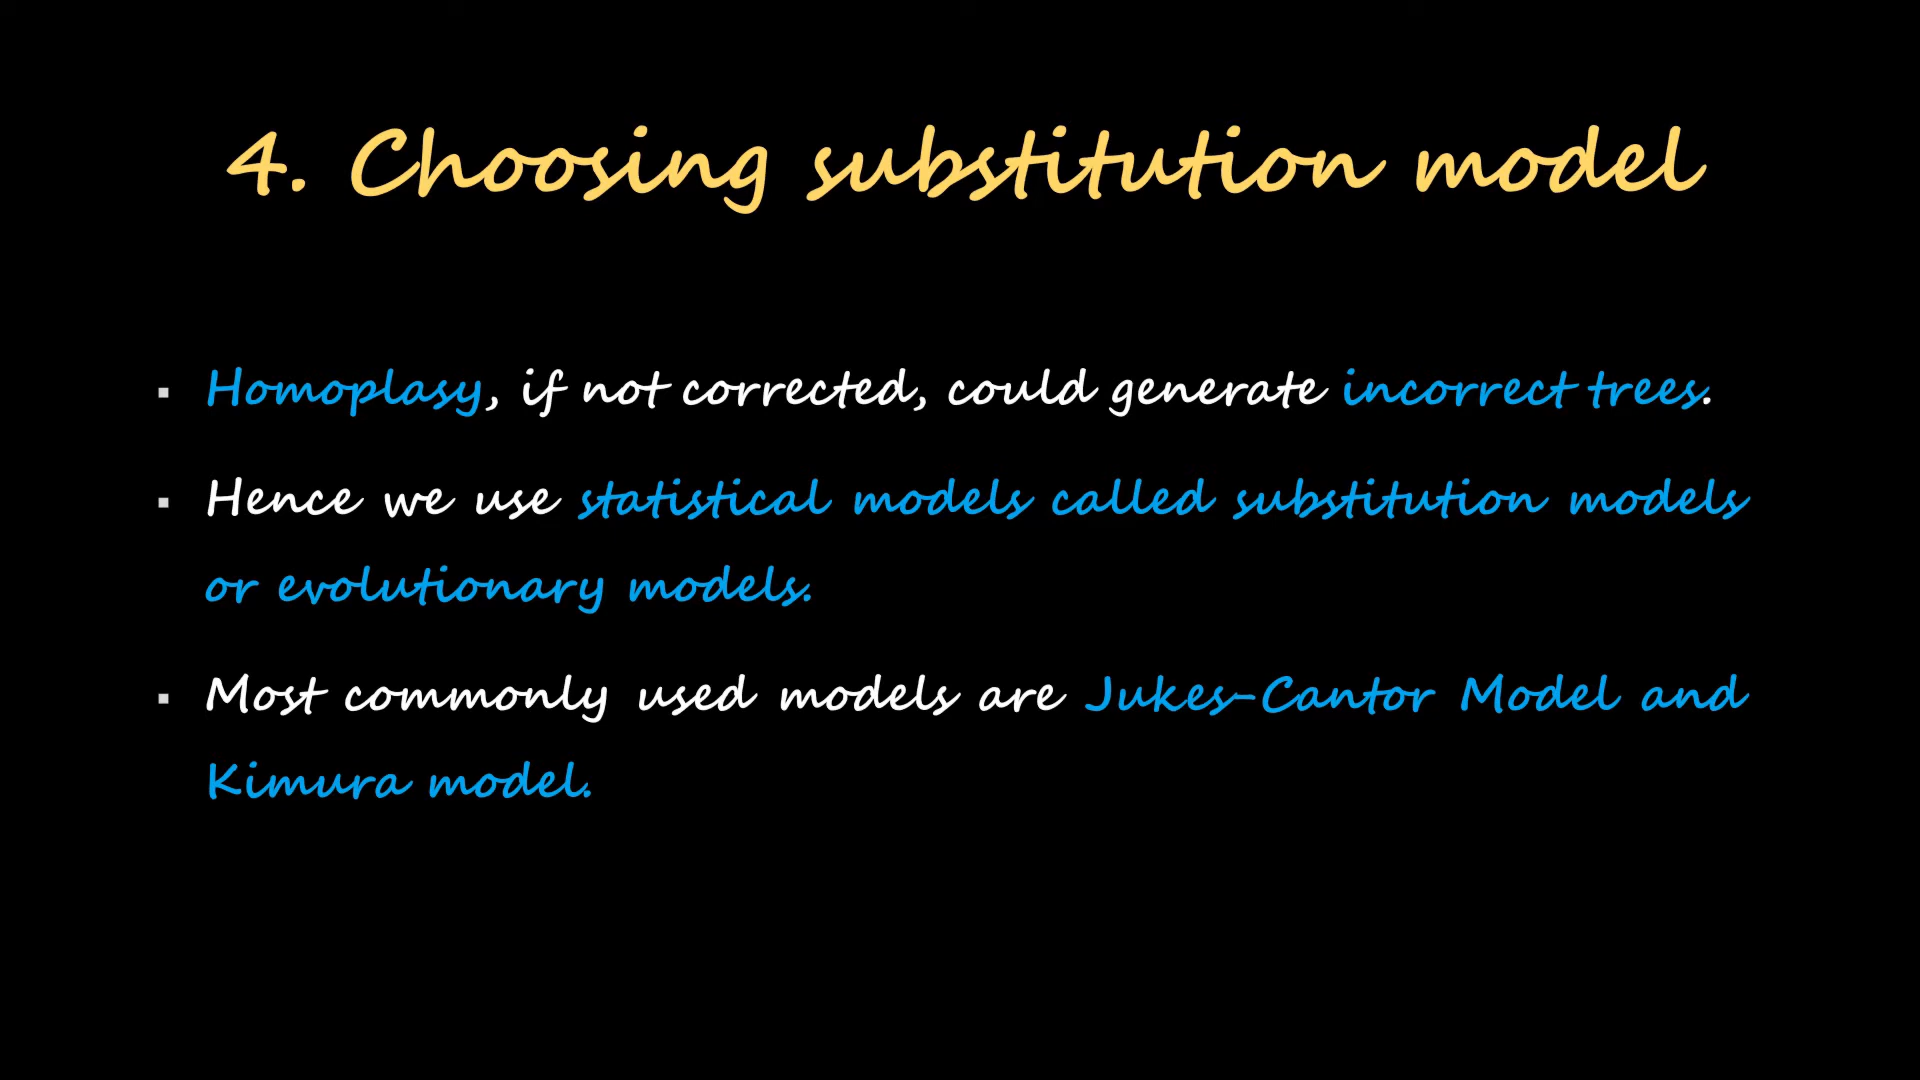 4. Choosing substitution model
▪ Homoplasy, if not corrected, could generate incorrect trees.
▪ Hence we use statistical models called substitution models
or evolutionary models.
▪ Most commonly used models are Jukes-Cantor Model and
Kimura model.